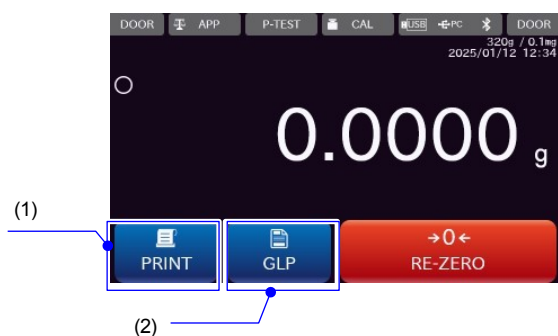 DOOR APP P-TEST CAL USB PC DOOR
320g / 0.1mg
2025/01/12 12:34
0.0000 g
(1)
PRINT GLP →0← RE-ZERO
(2)